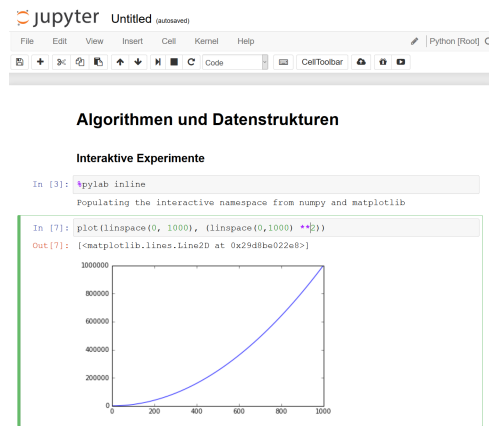 jupyter Untitled (autosaved)
File Edit View Insert Cell Kernel Help Python [Root]
Code CellToolbar
Algorithmen und Datenstrukturen
Interaktive Experimente
In [3]: %pylab inline
Populating the interactive namespace from numpy and matplotlib
In [7]: plot(linspace(0, 1000), (linspace(0,1000) **2))
Out[7]: [<matplotlib.lines.Line2D at 0x29d8be022e8>]
1000000
800000
600000
400000
200000
0
0 200 400 600 800 1000